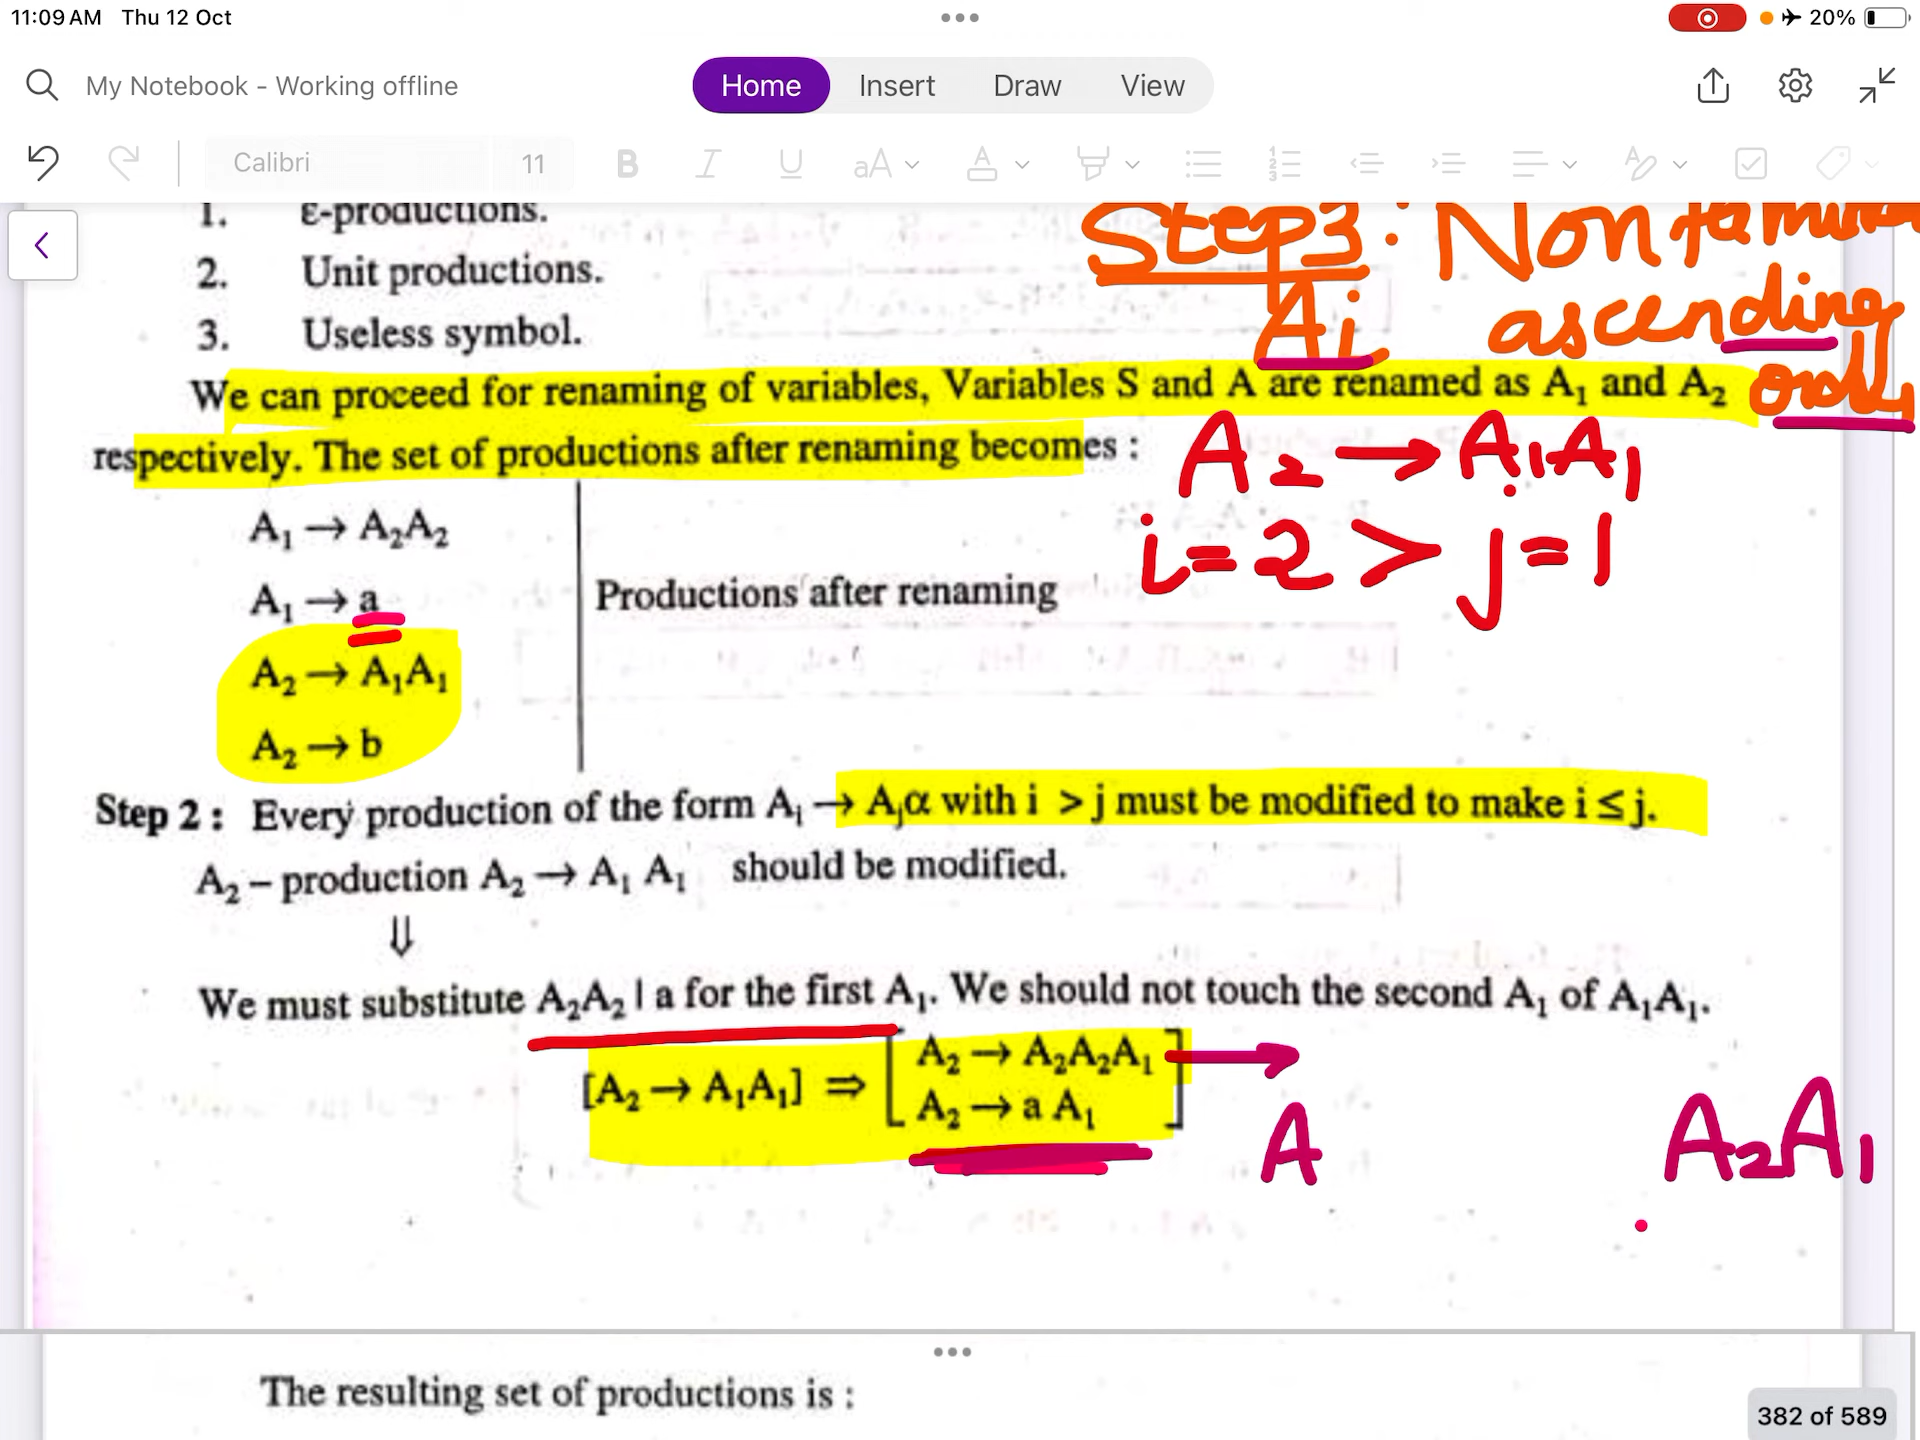 11:09 AM Thu 12 Oct
20%
My Notebook - Working offline
Home Insert Draw View
Calibri 11 B I U aA A
1. ε-productions.
Step3: Non
2. Unit productions.
Ai ascending
3. Useless symbol.
order
We can proceed for renaming of variables, Variables S and A are renamed as A₁ and A₂
respectively. The set of productions after renaming becomes :
A₂ → A₁A₁
i=2 > j=1
A₁ → A₂A₂
A₁ → a
Productions after renaming
A₂ → A₁A₁
A₂ → b
Step 2 : Every production of the form Aᵢ → Aⱼα with i > j must be modified to make i ≤ j.
A₂ – production A₂ → A₁ A₁ should be modified.
⇓
We must substitute A₂A₂ | a for the first A₁. We should not touch the second A₁ of A₁A₁.
[A₂ → A₁A₁] ⇒ [ A₂ → A₂A₂A₁
A₂ → a A₁ ] →
A A₂A₁
The resulting set of productions is :
382 of 589